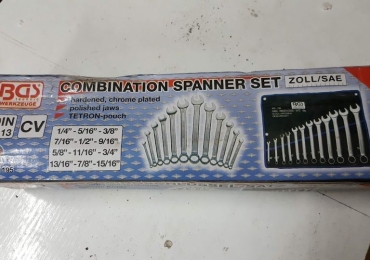 BGS
WERKZEUGE
COMBINATION SPANNER SET
ZOLL/SAE
hardened, chrome plated
polished jaws
TETRON-pouch
DIN
CV
1/4" - 5/16" - 3/8"
7/16" - 1/2" - 9/16"
5/8" - 11/16" - 3/4"
13/16" - 7/8" - 15/16"
BGS